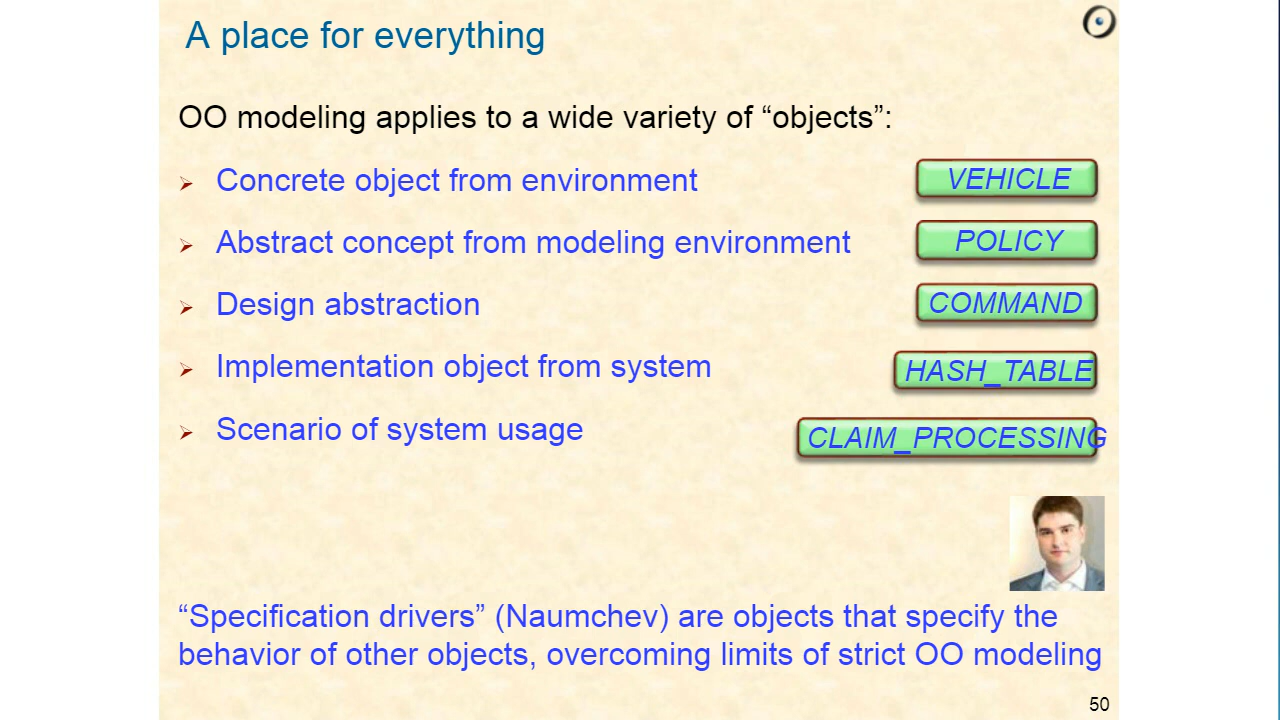 A place for everything
OO modeling applies to a wide variety of “objects”:
Concrete object from environment
VEHICLE
Abstract concept from modeling environment
POLICY
Design abstraction
COMMAND
Implementation object from system
HASH_TABLE
Scenario of system usage
CLAIM_PROCESSING
“Specification drivers” (Naumchev) are objects that specify the
behavior of other objects, overcoming limits of strict OO modeling
50